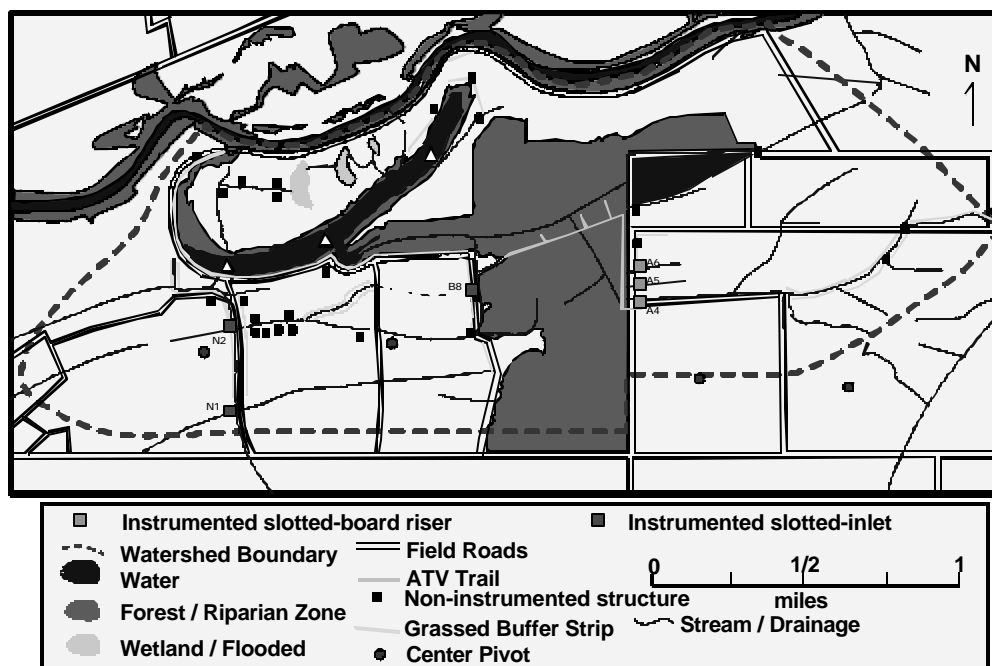 N
A6
A5
A4
B8
N2
N1
Instrumented slotted-board riser
Instrumented slotted-inlet
Watershed Boundary
Field Roads
Water
ATV Trail
0 1/2 1
miles
Non-instrumented structure
Forest / Riparian Zone
Grassed Buffer Strip
Stream / Drainage
Wetland / Flooded
Center Pivot